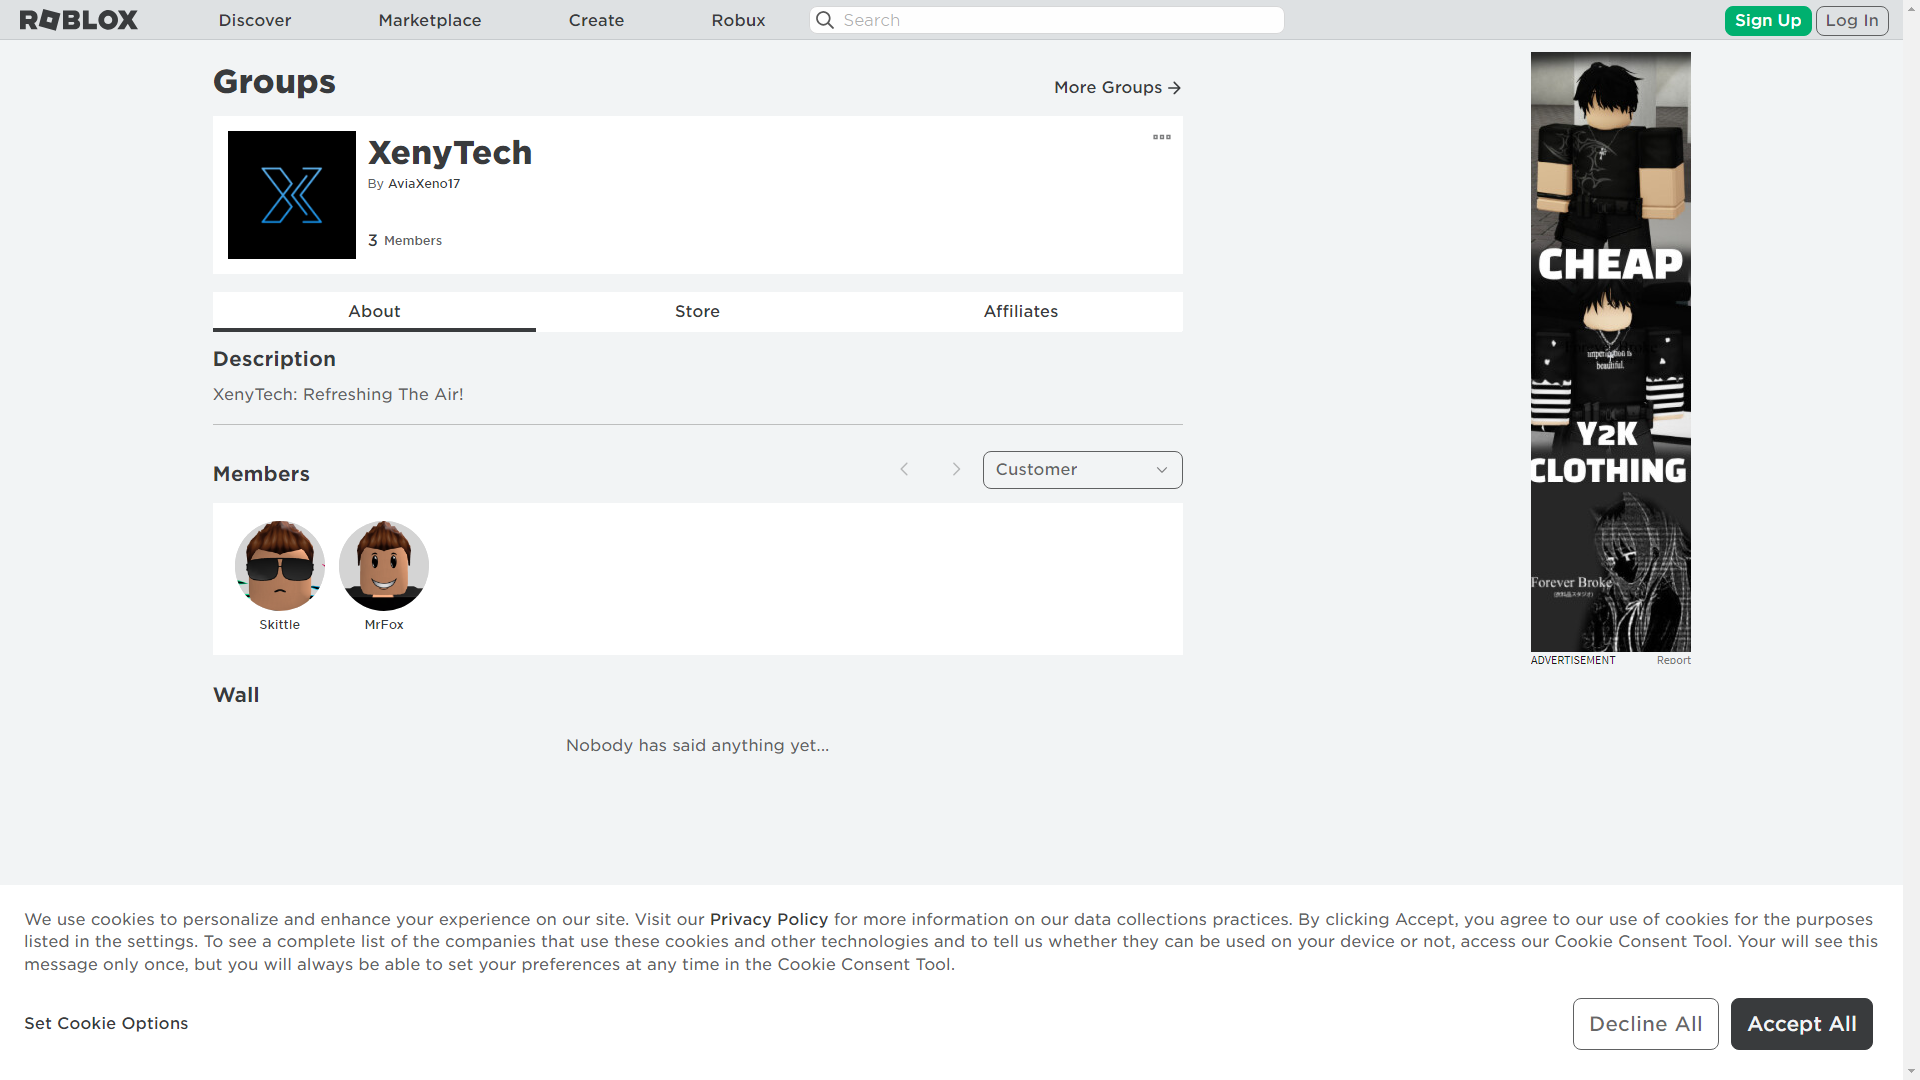 ROBLOX
Discover
Marketplace
Create
Robux
Search
Sign Up
Log In
Groups
More Groups
XenyTech
By AviaXeno17
3 Members
About
Store
Affiliates
Description
XenyTech: Refreshing The Air!
Members
Customer
Skittle
MrFox
Wall
Nobody has said anything yet...
CHEAP
Forever Broke
imperfection is
beautiful.
Y2K
CLOTHING
Forever Broke
ADVERTISEMENT
Report
We use cookies to personalize and enhance your experience on our site. Visit our Privacy Policy for more information on our data collections practices. By clicking Accept, you agree to our use of cookies for the purposes
listed in the settings. To see a complete list of the companies that use these cookies and other technologies and to tell us whether they can be used on your device or not, access our Cookie Consent Tool. Your will see this
message only once, but you will always be able to set your preferences at any time in the Cookie Consent Tool.
Set Cookie Options
Decline All
Accept All